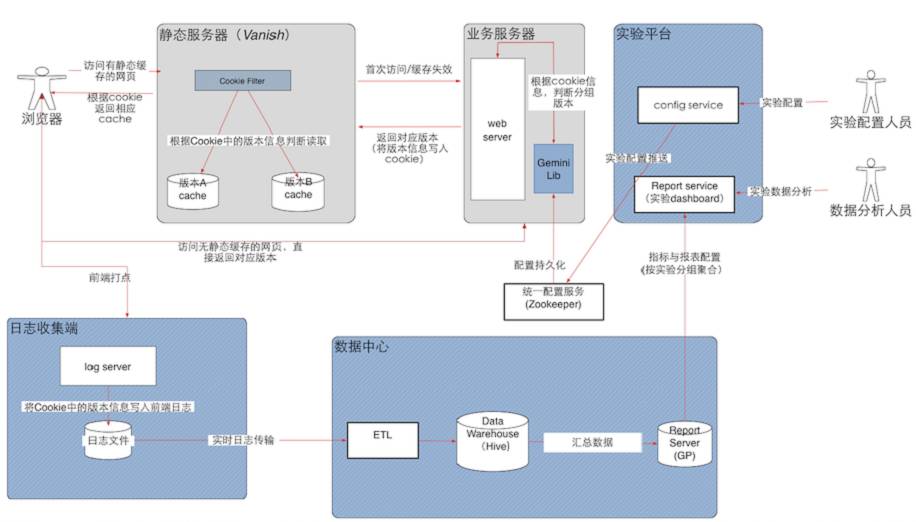 静态服务器（Vanish）
业务服务器
实验平台
访问有静态缓
存的网页
Cookie Filter
首次访问/缓存失效
根据cookie信
息，判断分组
版本
config service
实验配置
浏览器
根据cookie
返回相应
cache
实验配置人员
web
server
根据Cookie中的版本信息判断读取
返回对应版本
（将版本信息写入
cookie）
Gemini
Lib
实验配置推送
版本A
cache
版本B
cache
Report service
（实验dashboard）
实验数据分析
数据分析人员
访问无静态缓存的网页、直
接返回对应版本
配置持久化
指标与报表配置
（按实验分组聚合）
前端打点
统一配置服务
(Zookeeper)
日志收集端
数据中心
log server
将Cookie中的版本信息写入前端日志
日志文件
实时日志传输
ETL
Data
Warehouse
（Hive）
汇总数据
Report
Server
(GP)